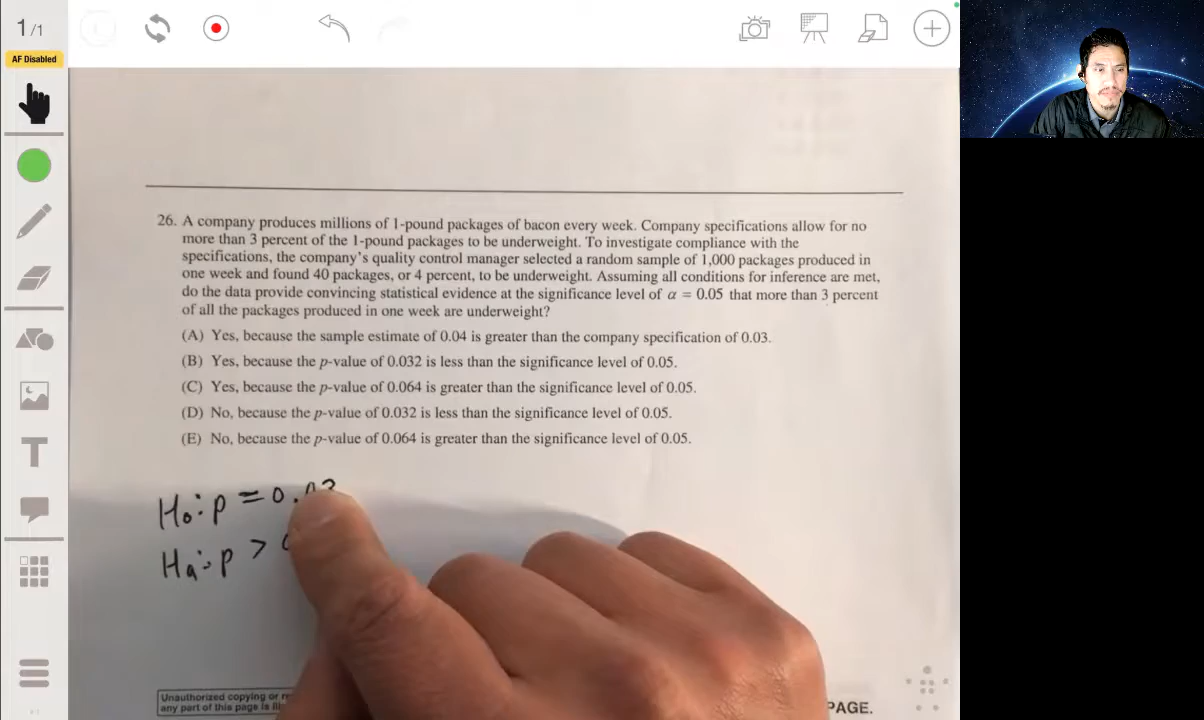 1/1
AF Disabled
26. A company produces millions of 1-pound packages of bacon every week. Company specifications allow for no
more than 3 percent of the 1-pound packages to be underweight. To investigate compliance with the
specifications, the company's quality control manager selected a random sample of 1,000 packages produced in
one week and found 40 packages, or 4 percent, to be underweight. Assuming all conditions for inference are met,
do the data provide convincing statistical evidence at the significance level of α = 0.05 that more than 3 percent
of all the packages produced in one week are underweight?
(A) Yes, because the sample estimate of 0.04 is greater than the company specification of 0.03.
(B) Yes, because the p-value of 0.032 is less than the significance level of 0.05.
(C) Yes, because the p-value of 0.064 is greater than the significance level of 0.05.
(D) No, because the p-value of 0.032 is less than the significance level of 0.05.
(E) No, because the p-value of 0.064 is greater than the significance level of 0.05.
H₀: p = 0.03
Hₐ: p >
T
Unauthorized copying or
any part of this page is
PAGE.